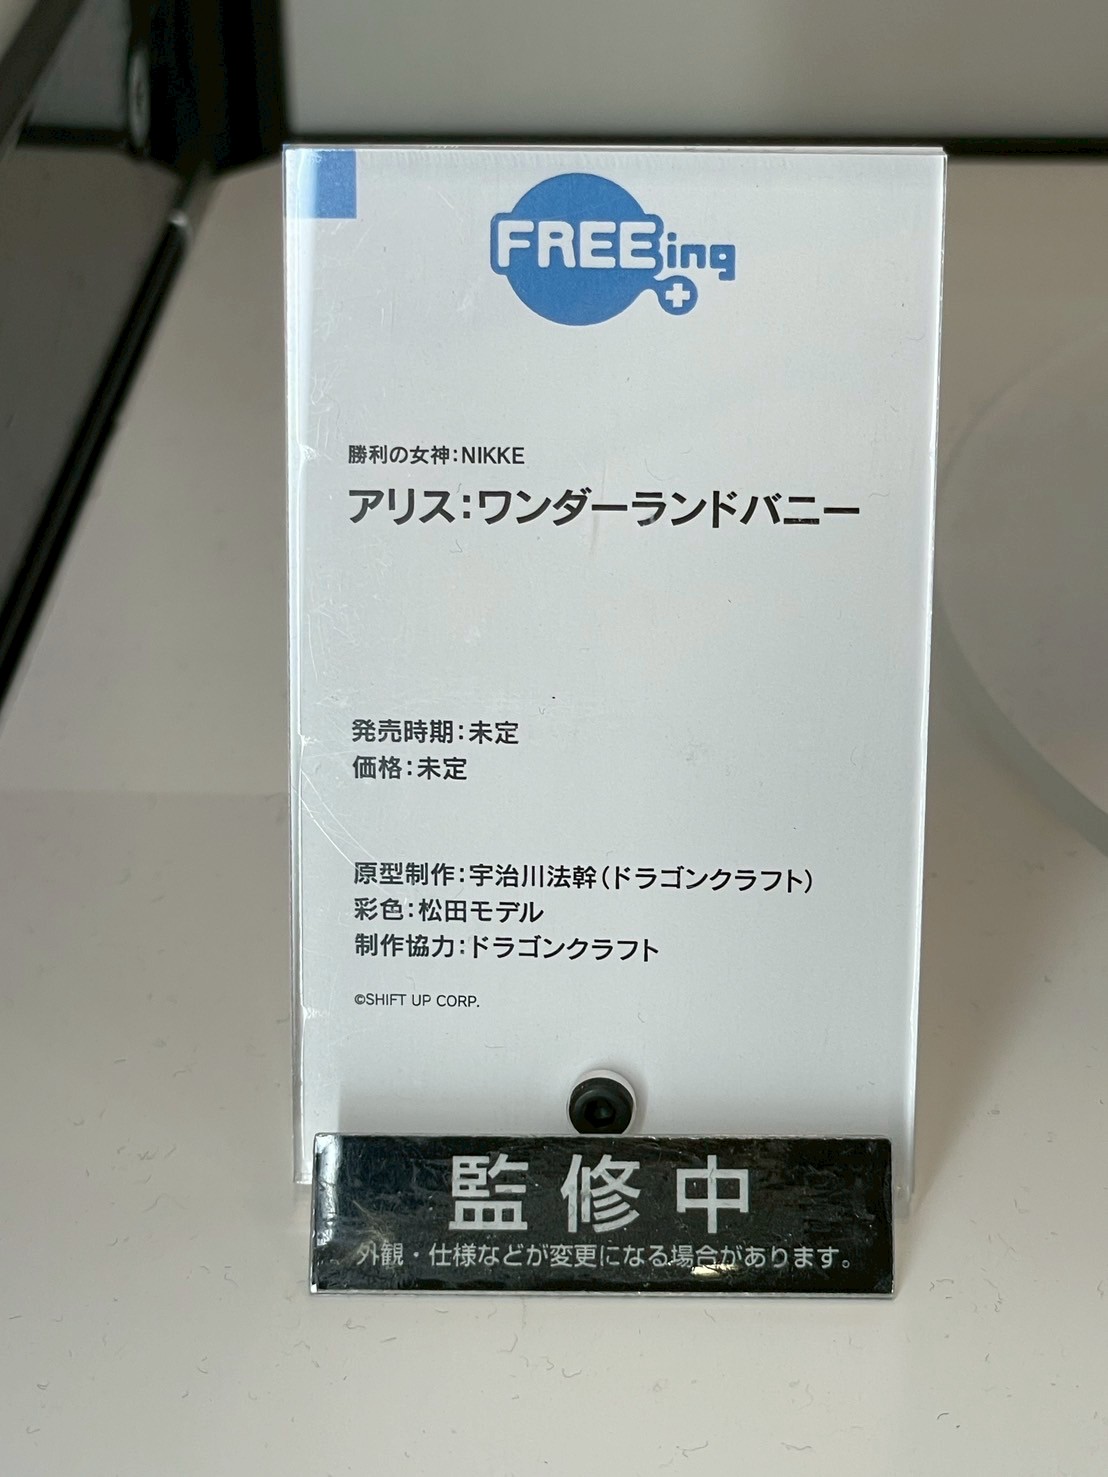 FREEing
勝利の女神：NIKKE
アリス：ワンダーランドバニー
発売時期：未定
価格：未定
原型制作：宇治川法幹（ドラゴンクラフト）
彩色：松田モデル
制作協力：ドラゴンクラフト
©SHIFT UP CORP.
監修中
外観・仕様などが変更になる場合があります。